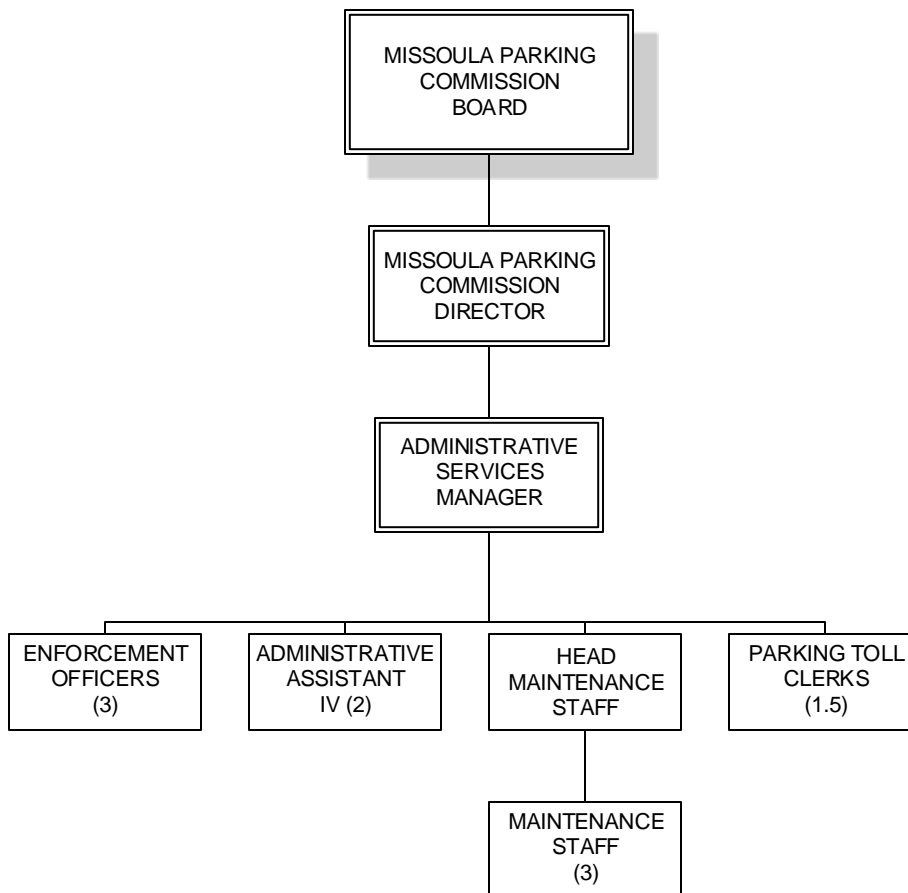 MISSOULA PARKING
COMMISSION
BOARD
MISSOULA PARKING
COMMISSION
DIRECTOR
ADMINISTRATIVE
SERVICES
MANAGER
ENFORCEMENT
OFFICERS
(3)
ADMINISTRATIVE
ASSISTANT
IV (2)
HEAD
MAINTENANCE
STAFF
PARKING TOLL
CLERKS
(1.5)
MAINTENANCE
STAFF
(3)